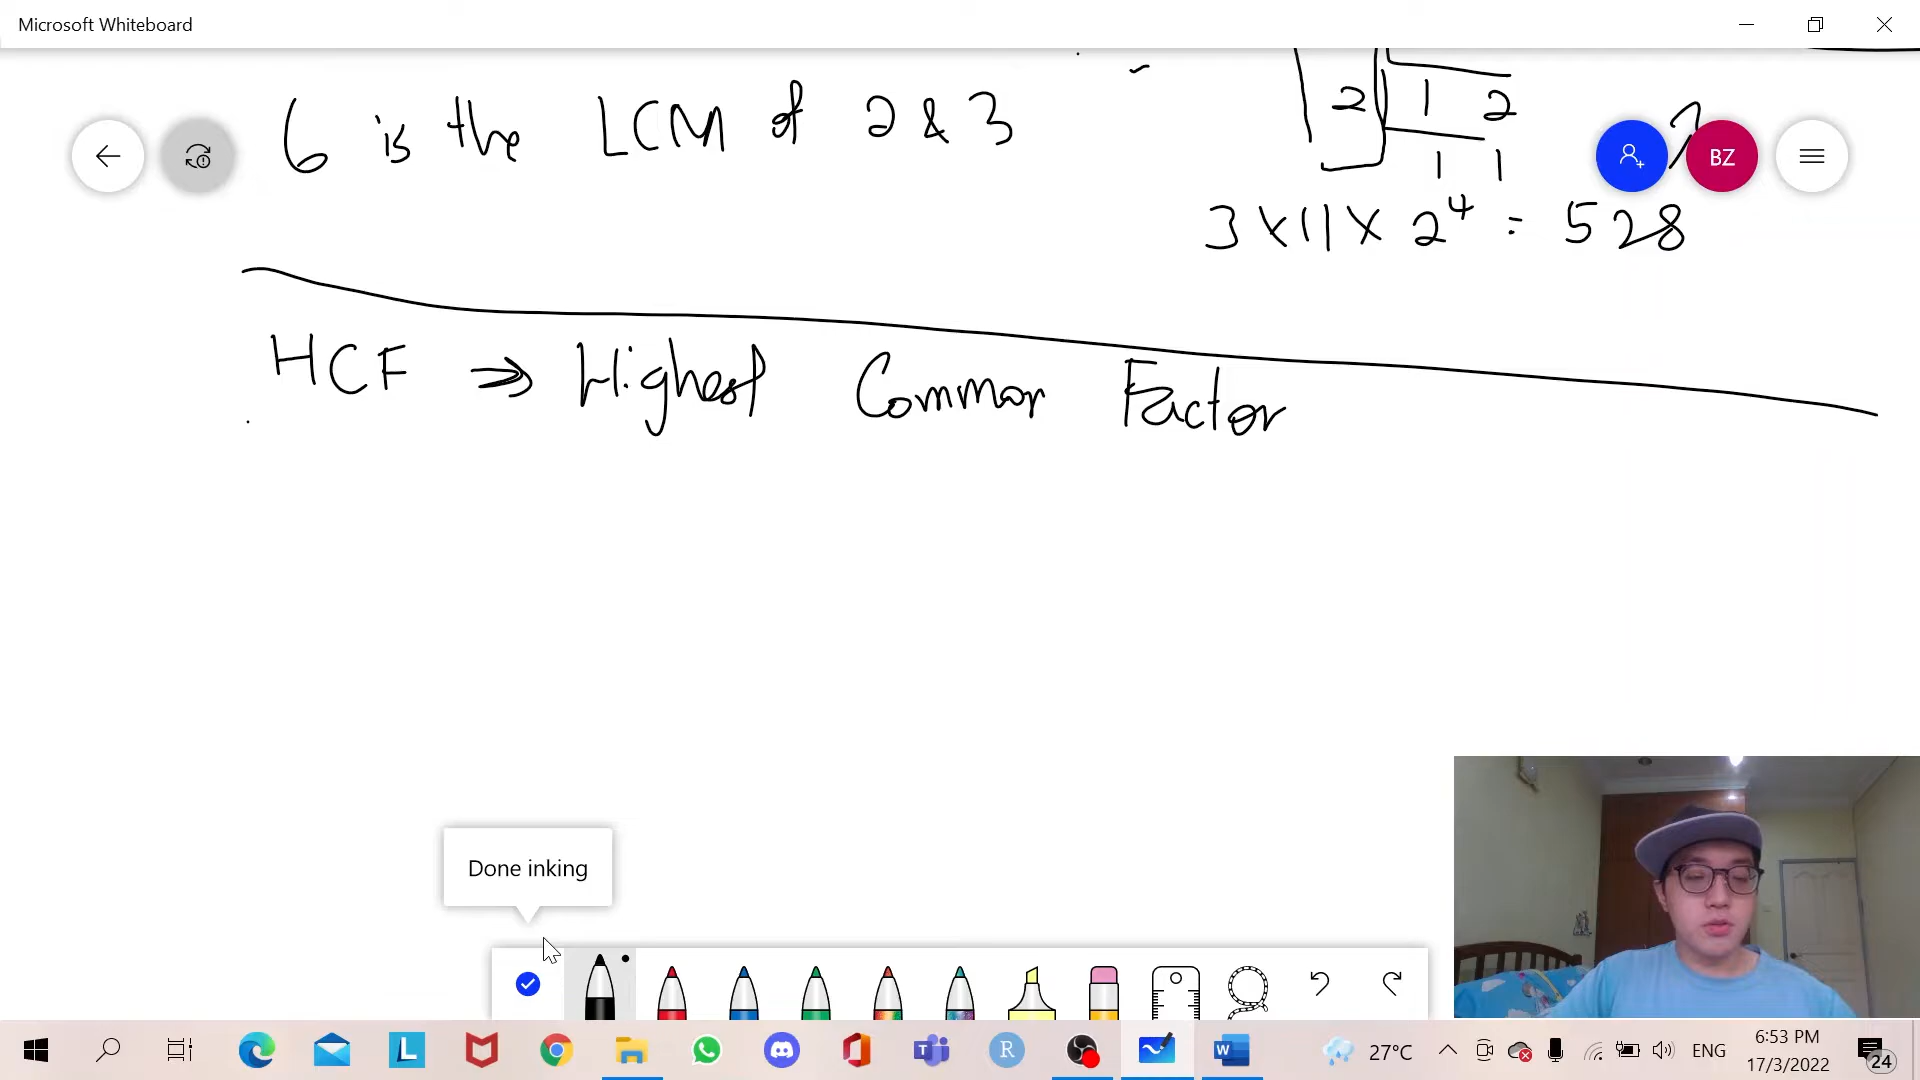 Microsoft Whiteboard
6 is the LCM of 2 & 3
2 1 2
1 1
BZ
3 x 11 x 2⁴ = 528
HCF ⇒ Highest Common Factor
Done inking
L
T
R
W
27°C
ENG
6:53 PM
17/3/2022
24